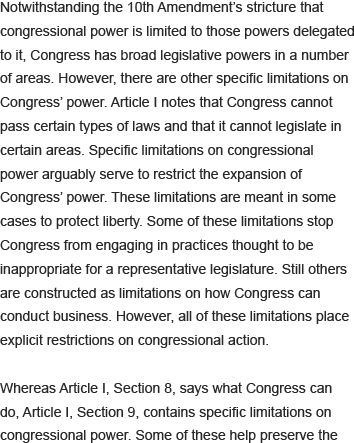 Notwithstanding the 10th Amendment’s stricture that
congressional power is limited to those powers delegated
to it, Congress has broad legislative powers in a number
of areas. However, there are other specific limitations on
Congress’ power. Article I notes that Congress cannot
pass certain types of laws and that it cannot legislate in
certain areas. Specific limitations on congressional
power arguably serve to restrict the expansion of
Congress’ power. These limitations are meant in some
cases to protect liberty. Some of these limitations stop
Congress from engaging in practices thought to be
inappropriate for a representative legislature. Still others
are constructed as limitations on how Congress can
conduct business. However, all of these limitations place
explicit restrictions on congressional action.

Whereas Article I, Section 8, says what Congress can
do, Article I, Section 9, contains specific limitations on
congressional power. Some of these help preserve the